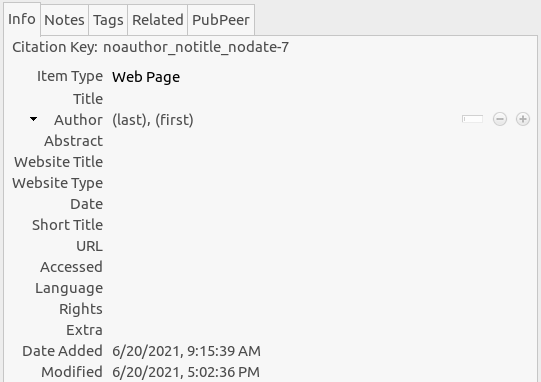 Info Notes Tags Related PubPeer
Citation Key: noauthor_notitle_nodate-7
Item Type Web Page
Title
Author (last), (first)
Abstract
Website Title
Website Type
Date
Short Title
URL
Accessed
Language
Rights
Extra
Date Added 6/20/2021, 9:15:39 AM
Modified 6/20/2021, 5:02:36 PM